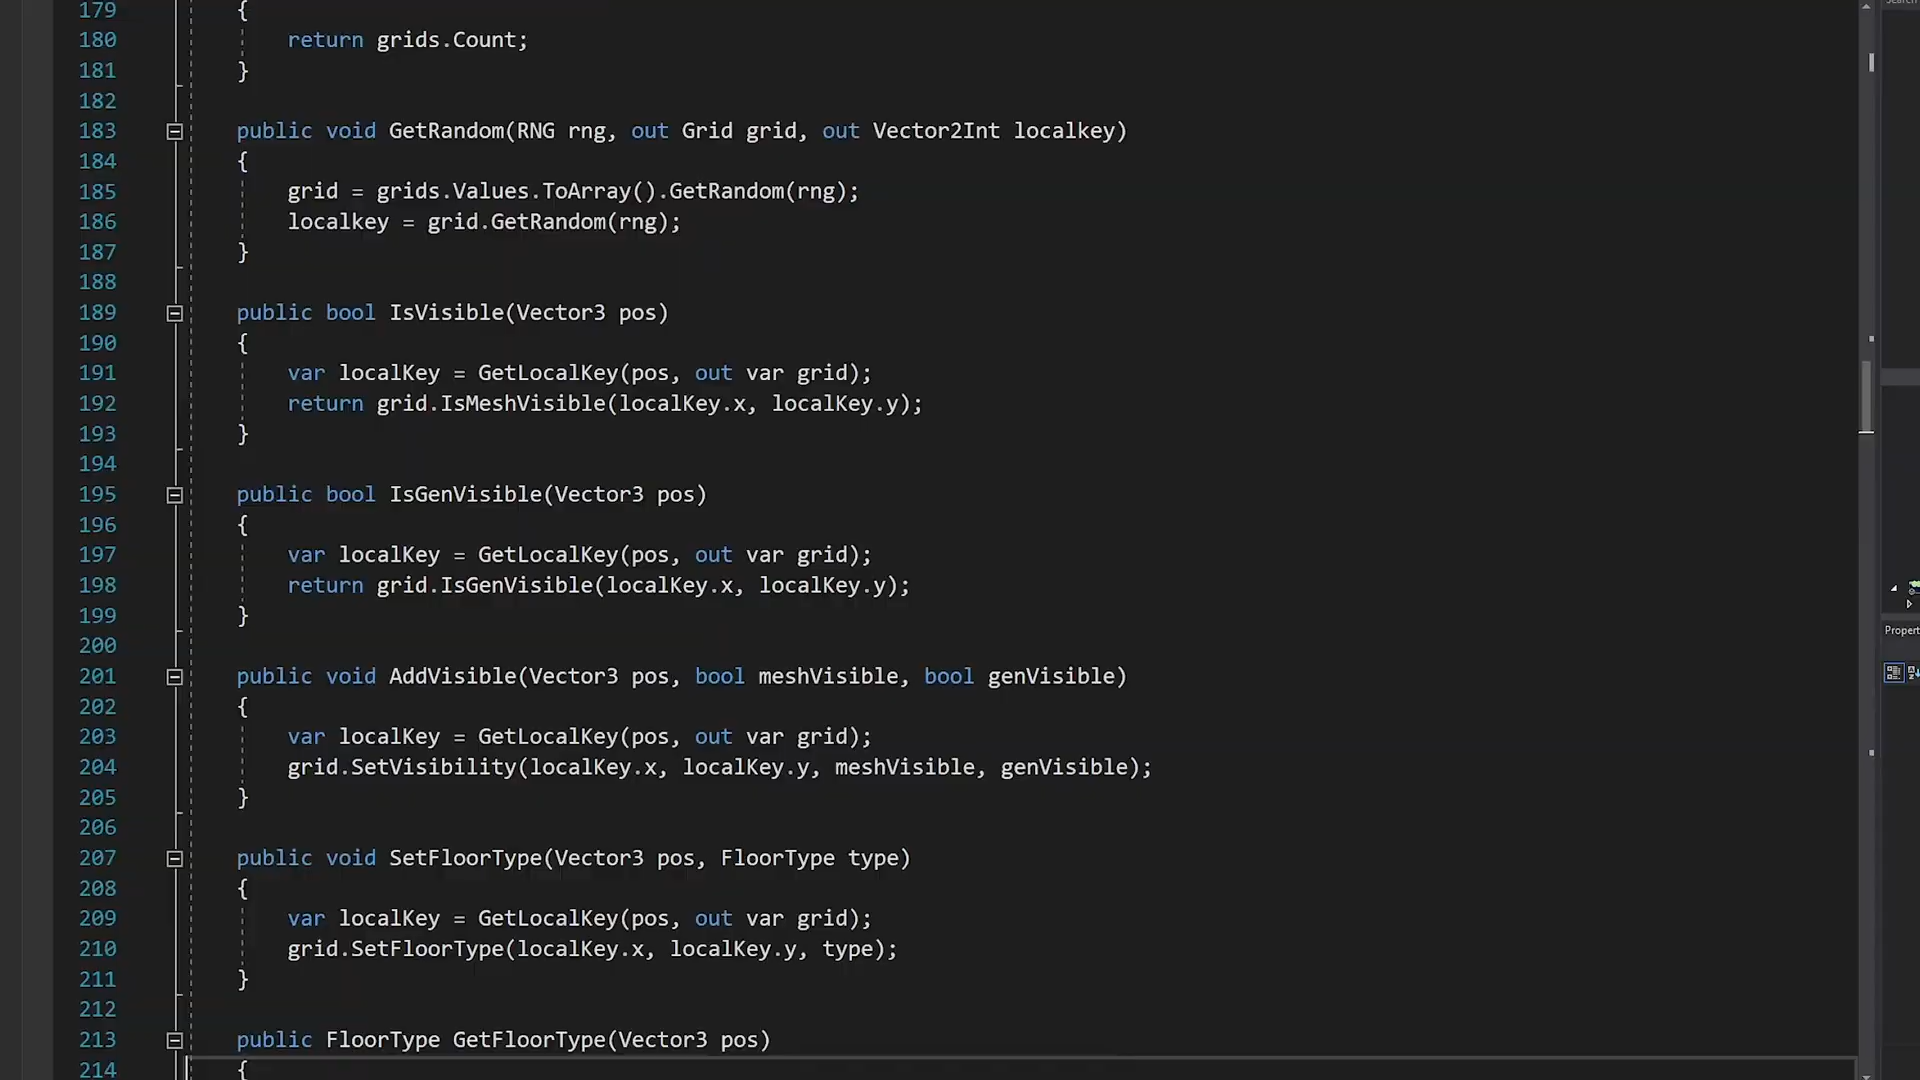 179 {
180 return grids.Count;
181 }
182
183 public void GetRandom(RNG rng, out Grid grid, out Vector2Int localkey)
184 {
185 grid = grids.Values.ToArray().GetRandom(rng);
186 localkey = grid.GetRandom(rng);
187 }
188
189 public bool IsVisible(Vector3 pos)
190 {
191 var localKey = GetLocalKey(pos, out var grid);
192 return grid.IsMeshVisible(localKey.x, localKey.y);
193 }
194
195 public bool IsGenVisible(Vector3 pos)
196 {
197 var localKey = GetLocalKey(pos, out var grid);
198 return grid.IsGenVisible(localKey.x, localKey.y);
199 }
200
201 public void AddVisible(Vector3 pos, bool meshVisible, bool genVisible)
202 {
203 var localKey = GetLocalKey(pos, out var grid);
204 grid.SetVisibility(localKey.x, localKey.y, meshVisible, genVisible);
205 }
206
207 public void SetFloorType(Vector3 pos, FloorType type)
208 {
209 var localKey = GetLocalKey(pos, out var grid);
210 grid.SetFloorType(localKey.x, localKey.y, type);
211 }
212
213 public FloorType GetFloorType(Vector3 pos)
214 {
Propert